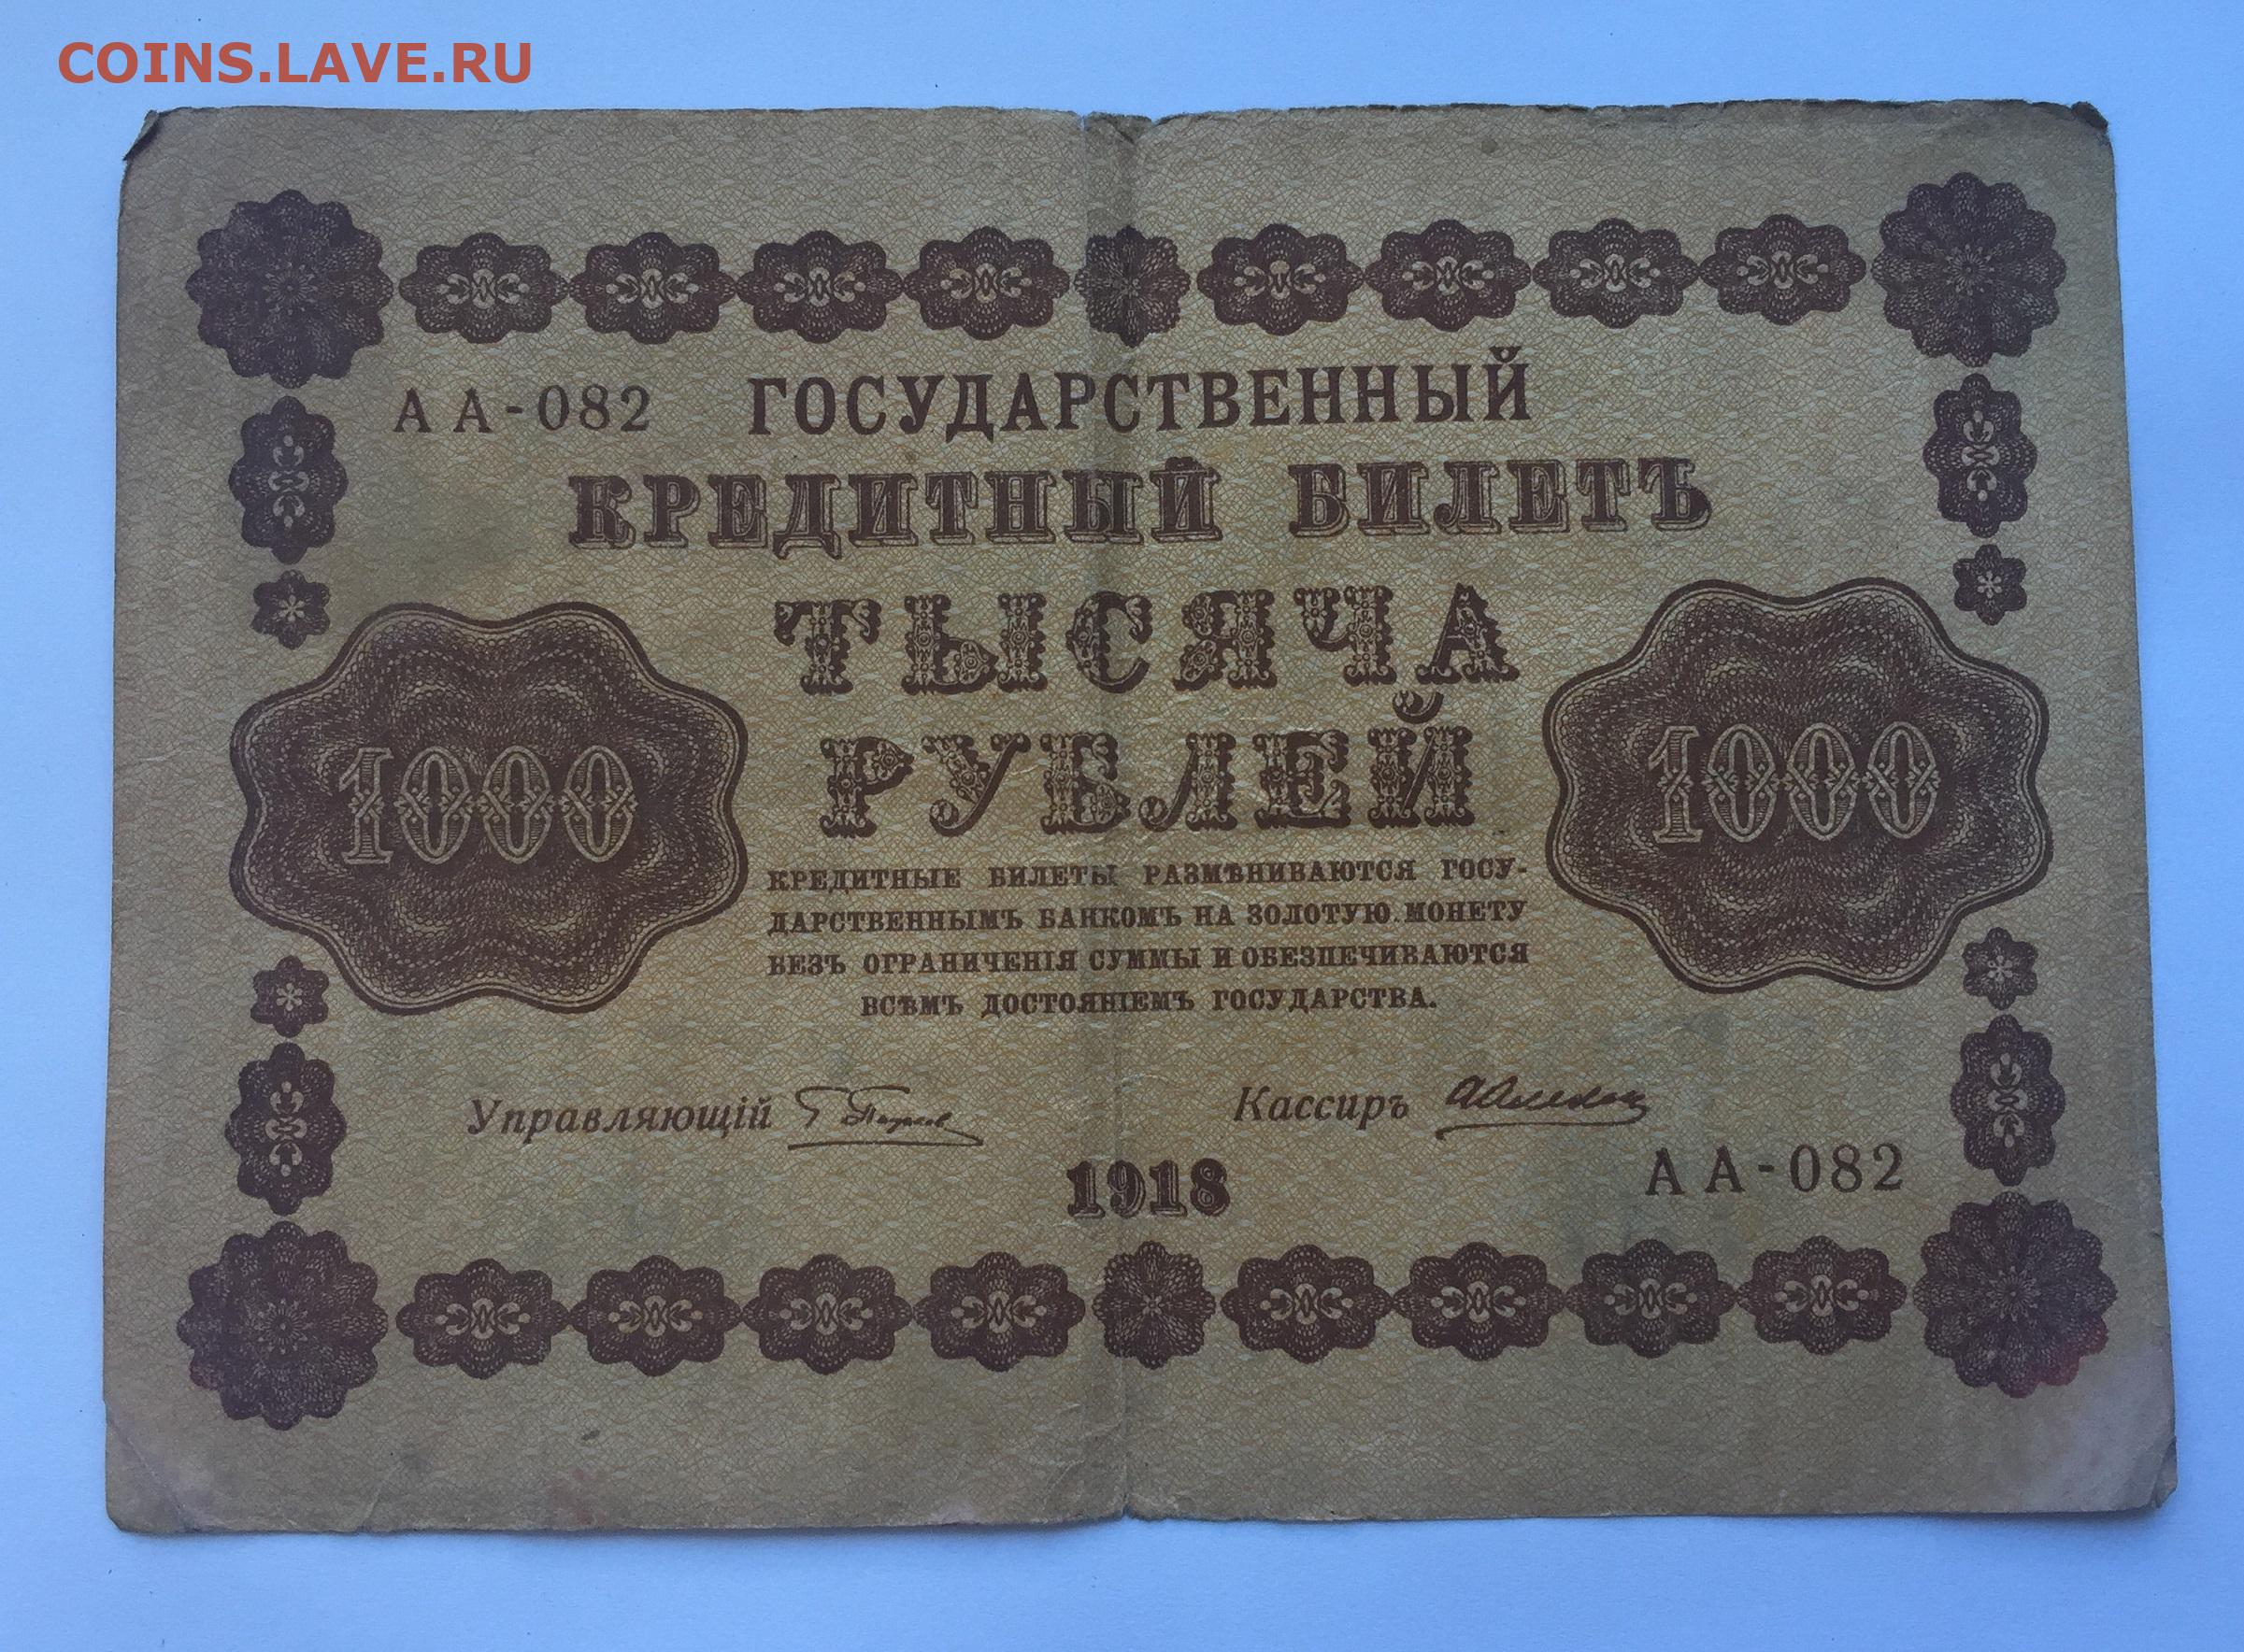 COINS.LAVE.RU
АА-082
ГОСУДАРСТВЕННЫЙ
КРЕДИТНЫЙ БИЛЕТЪ
ТЫСЯЧА
РУБЛЕЙ
1000
1000
КРЕДИТНЫЕ БИЛЕТЫ РАЗМѢНИВАЮТСЯ ГОСУ-
ДАРСТВЕННЫМЪ БАНКОМЪ НА ЗОЛОТУЮ МОНЕТУ
БЕЗЪ ОГРАНИЧЕНІЯ СУММЫ И ОБЕЗПЕЧИВАЮТСЯ
ВСѢМЪ ДОСТОЯНІЕМЪ ГОСУДАРСТВА.
Управляющій
Кассиръ
1918
АА-082